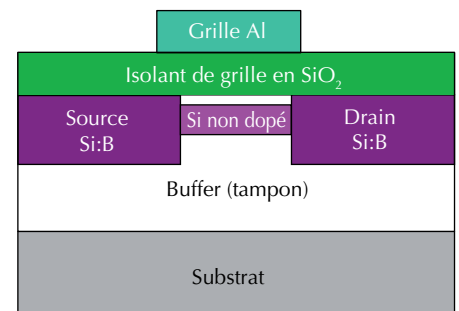 Grille Al
Isolant de grille en SiO₂
Source
Si:B
Si non dopé
Drain
Si:B
Buffer (tampon)
Substrat